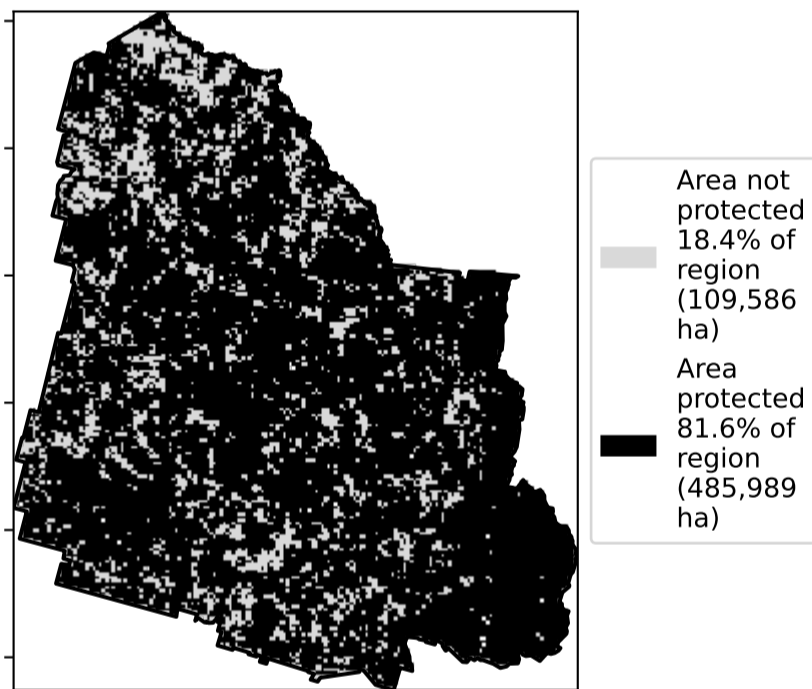 Area not
protected
18.4% of
region
(109,586
ha)
Area
protected
81.6% of
region
(485,989
ha)